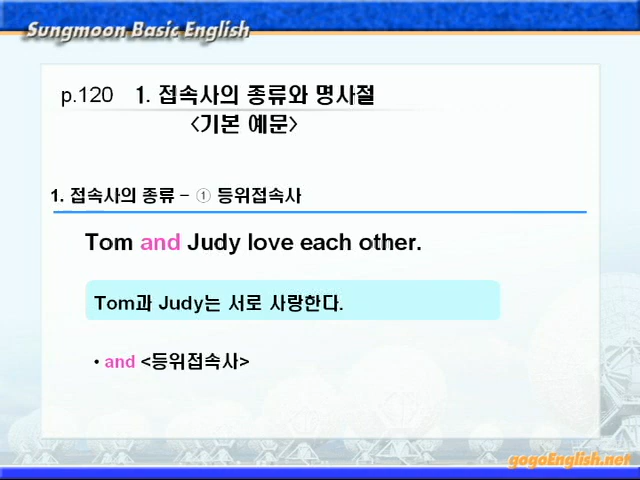 Sungmoon Basic English
p.120 1. 접속사의 종류와 명사절
<기본 예문>
1. 접속사의 종류 – ① 등위접속사
Tom and Judy love each other.
Tom과 Judy는 서로 사랑한다.
• and <등위접속사>
gogoEnglish.net